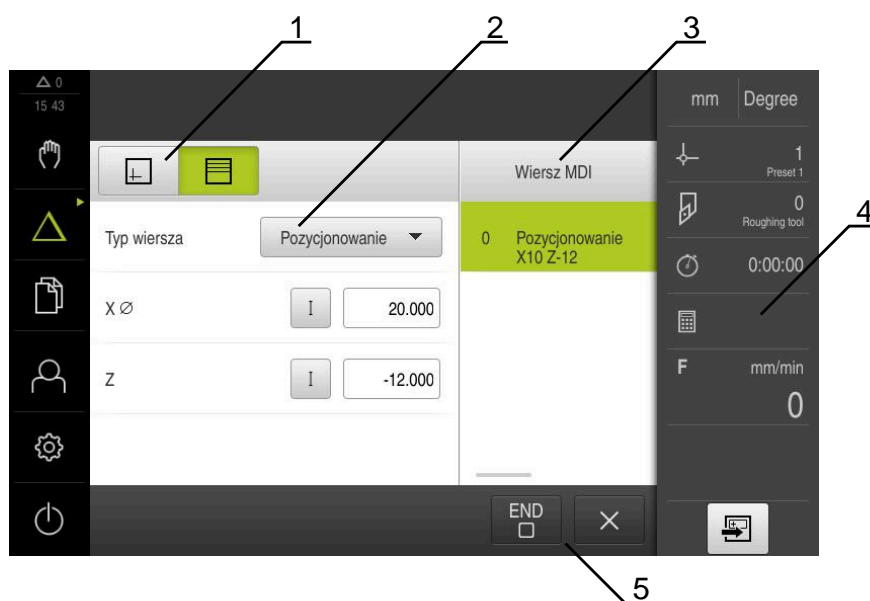 1
2
3
0
15 43
mm Degree
1
Preset 1
Wiersz MDI
0
Roughing tool
4
Typ wiersza Pozycjonowanie
0 Pozycjonowanie
X10 Z-12
0:00:00
X Ø I 20.000
Z I -12.000
F mm/min
0
END
5